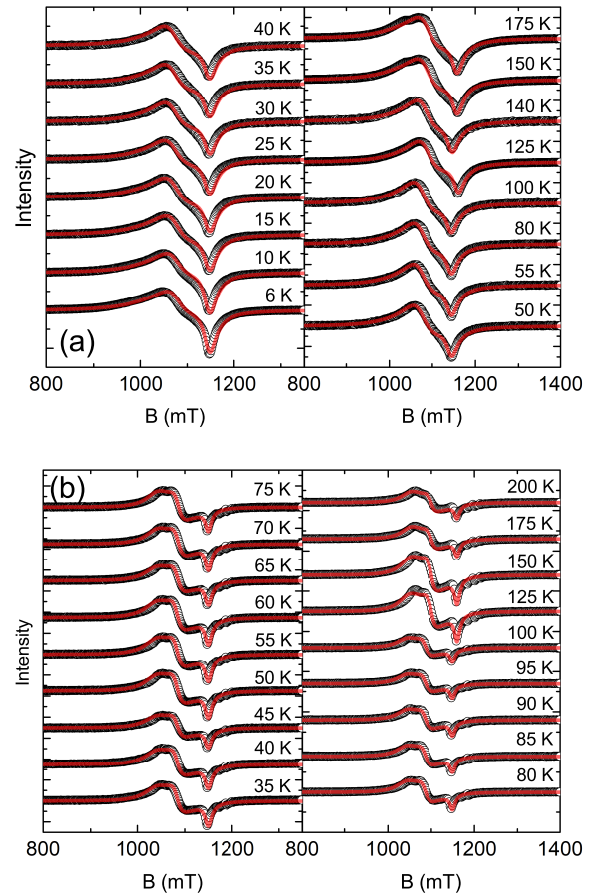 40 K
35 K
30 K
25 K
20 K
15 K
10 K
6 K
(a)
Intensity
800 1000 1200
B (mT)
175 K
150 K
140 K
125 K
100 K
80 K
55 K
50 K
800 1000 1200 1400
B (mT)
(b)
75 K
70 K
65 K
60 K
55 K
50 K
45 K
40 K
35 K
Intensity
800 1000 1200
B (mT)
200 K
175 K
150 K
125 K
100 K
95 K
90 K
85 K
80 K
800 1000 1200 1400
B (mT)